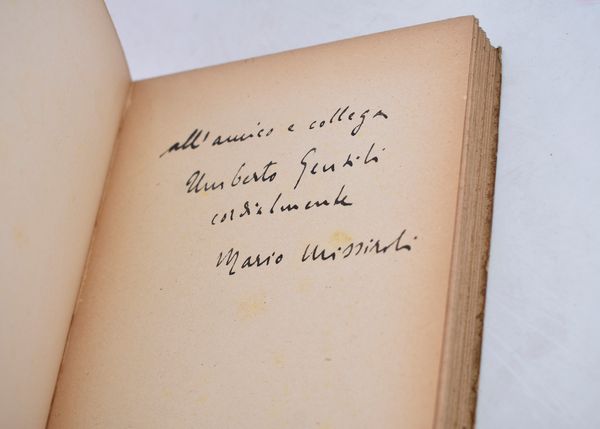 all'amico e collega
Umberto Gentili
cordialmente
Mario Missiroli